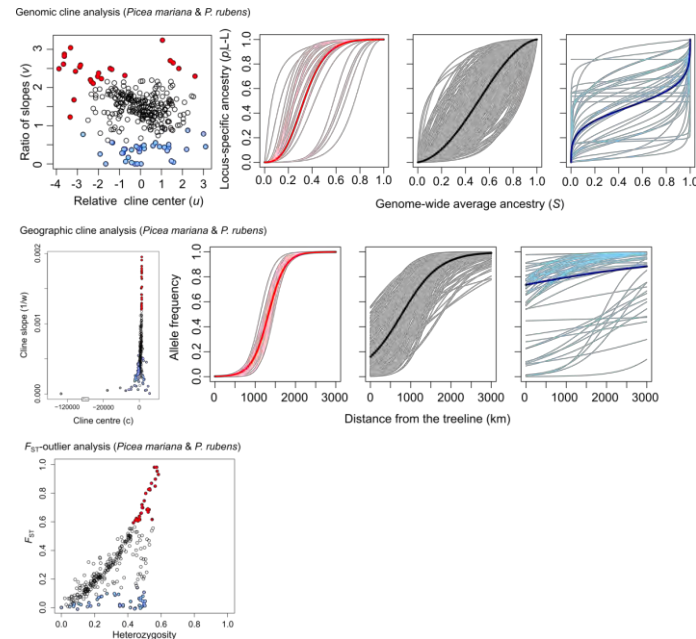 Genomic cline analysis (Picea mariana & P. rubens)
Ratio of slopes (v)
3
2
1
0
-4 -3 -2 -1 0 1 2 3
Relative cline center (u)
Locus-specific ancestry (pL-L)
1.0
0.8
0.6
0.4
0.2
0.0
0.0 0.2 0.4 0.6 0.8 1.0
0.0 0.2 0.4 0.6 0.8 1.0
0.0 0.2 0.4 0.6 0.8 1.0
Genome-wide average ancestry (S)
Geographic cline analysis (Picea mariana & P. rubens)
Cline slope (1/w)
0.002
0.001
0.000
−120000 −20000 0
Cline centre (c)
Allele frequency
1.0
0.8
0.6
0.4
0.2
0.0
0 1000 2000 3000
0 1000 2000 3000
0 1000 2000 3000
Distance from the treeline (km)
FST-outlier analysis (Picea mariana & P. rubens)
FST
1.0
0.8
0.6
0.4
0.2
0.0
0.0 0.2 0.4 0.6 0.8 1.0
Heterozygosity